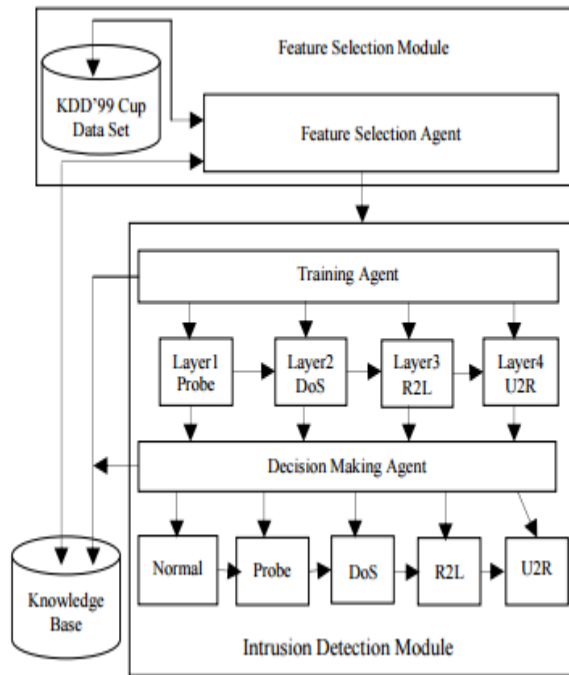 Feature Selection Module
KDD'99 Cup
Data Set
Feature Selection Agent
Training Agent
Layer1
Probe
Layer2
DoS
Layer3
R2L
Layer4
U2R
Decision Making Agent
Normal
Probe
DoS
R2L
U2R
Knowledge
Base
Intrusion Detection Module